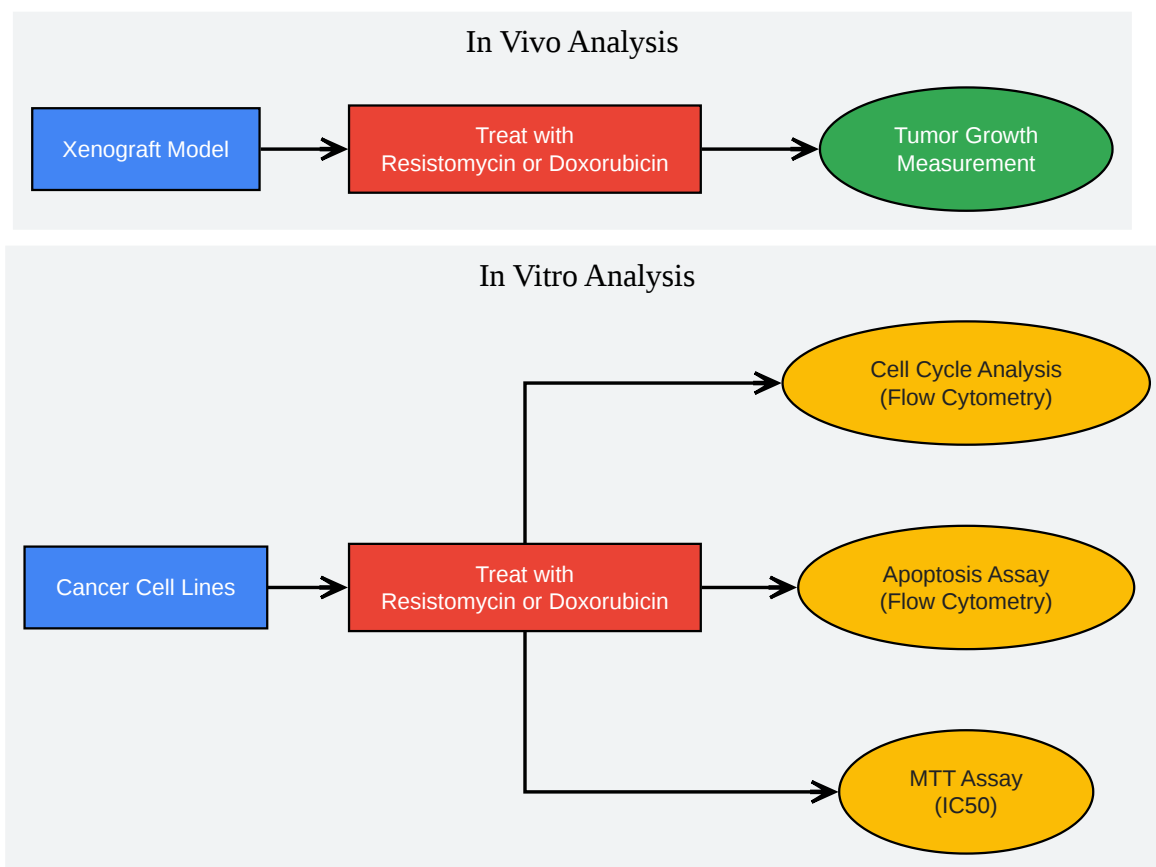 In Vivo Analysis
Xenograft Model
Treat with
Resistomycin or Doxorubicin
Tumor Growth
Measurement
In Vitro Analysis
Cell Cycle Analysis
(Flow Cytometry)
Cancer Cell Lines
Treat with
Resistomycin or Doxorubicin
Apoptosis Assay
(Flow Cytometry)
MTT Assay
(IC50)